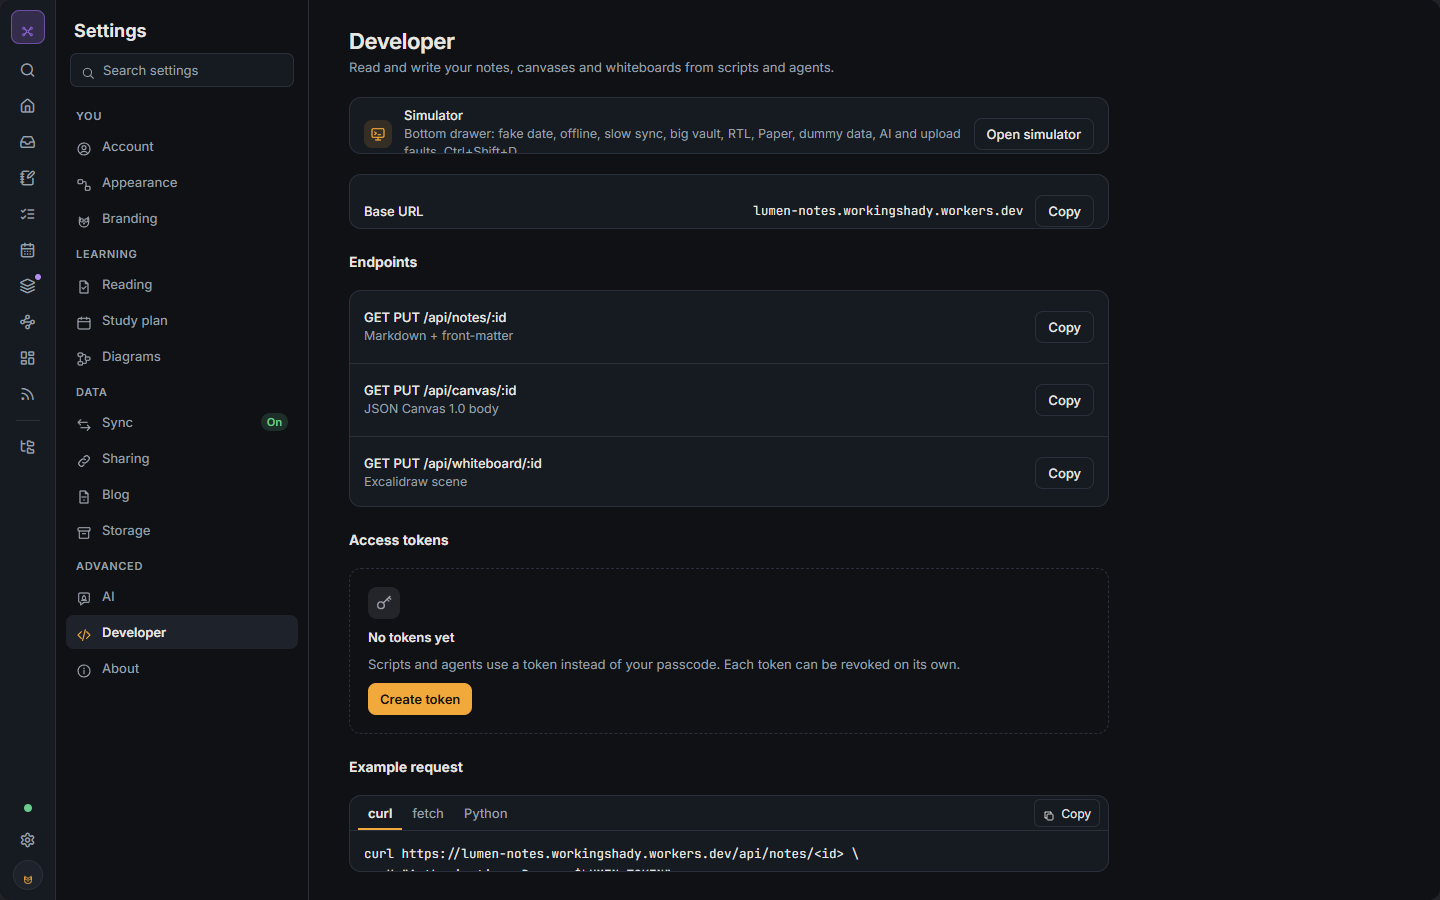 Settings
Search settings
YOU
Account
Appearance
Branding
LEARNING
Reading
Study plan
Diagrams
DATA
Sync
On
Sharing
Blog
Storage
ADVANCED
AI
Developer
About
Developer
Read and write your notes, canvases and whiteboards from scripts and agents.
Simulator
Bottom drawer: fake date, offline, slow sync, big vault, RTL, Paper, dummy data, AI and upload
faults. Ctrl+Shift+D
Open simulator
Base URL
lumen-notes.workingshady.workers.dev
Copy
Endpoints
GET PUT /api/notes/:id
Markdown + front-matter
Copy
GET PUT /api/canvas/:id
JSON Canvas 1.0 body
Copy
GET PUT /api/whiteboard/:id
Excalidraw scene
Copy
Access tokens
No tokens yet
Scripts and agents use a token instead of your passcode. Each token can be revoked on its own.
Create token
Example request
curl
fetch
Python
Copy
curl https://lumen-notes.workingshady.workers.dev/api/notes/<id> \